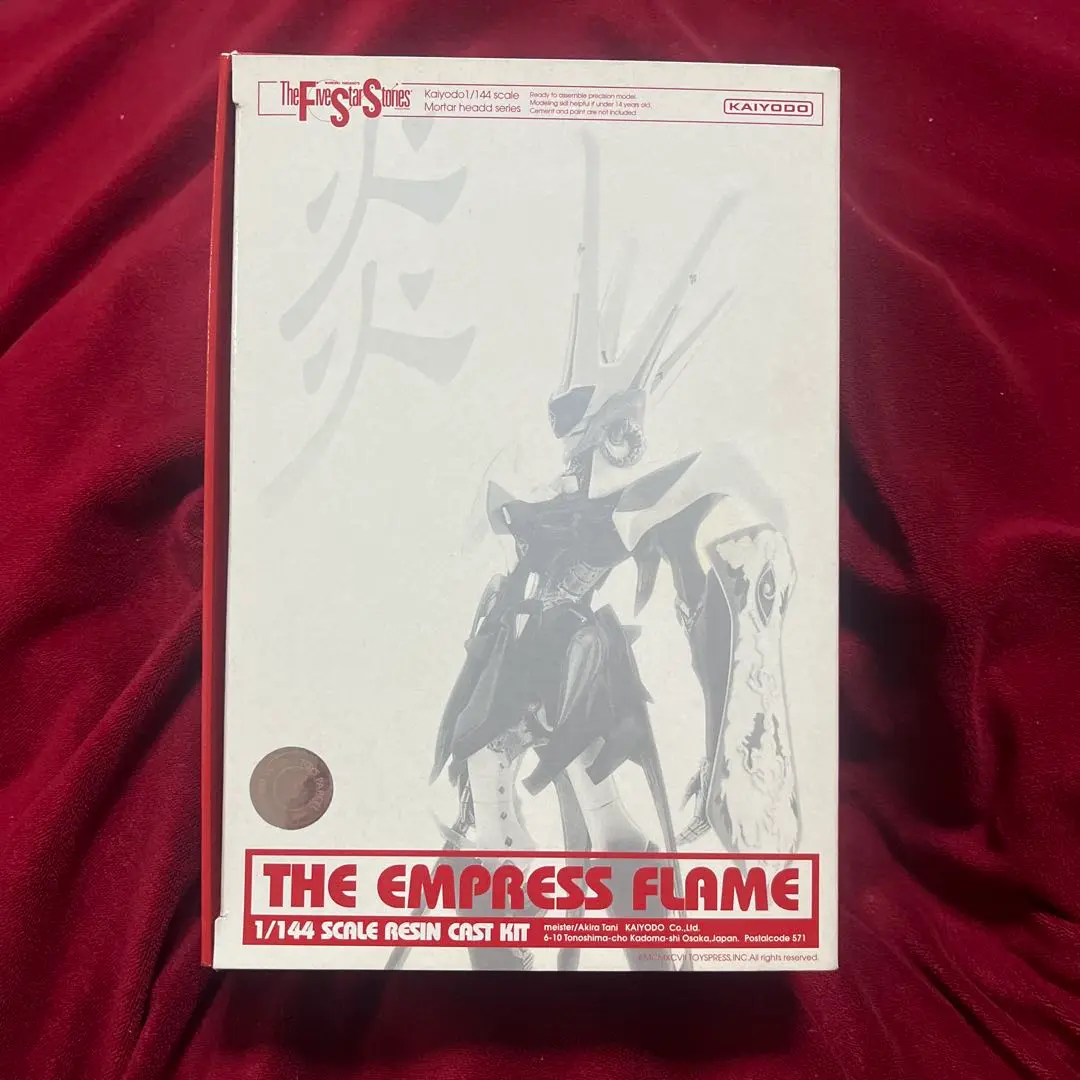 The Five Star Stories
Kaiyodo 1/144 scale
Mortar headd series
Ready to assemble precision model.
Modeling skill helpful if under 14 years old.
Cement and paint are not included
KAIYODO
炎
THE EMPRESS FLAME
1/144 SCALE RESIN CAST KIT
meister/Akira Tani KAIYODO Co.,Ltd.
6-10 Tonoshima-cho Kadoma-shi Osaka,Japan. Postalcode 571
©MCMXCVII TOYSPRESS,INC.All rights reserved.